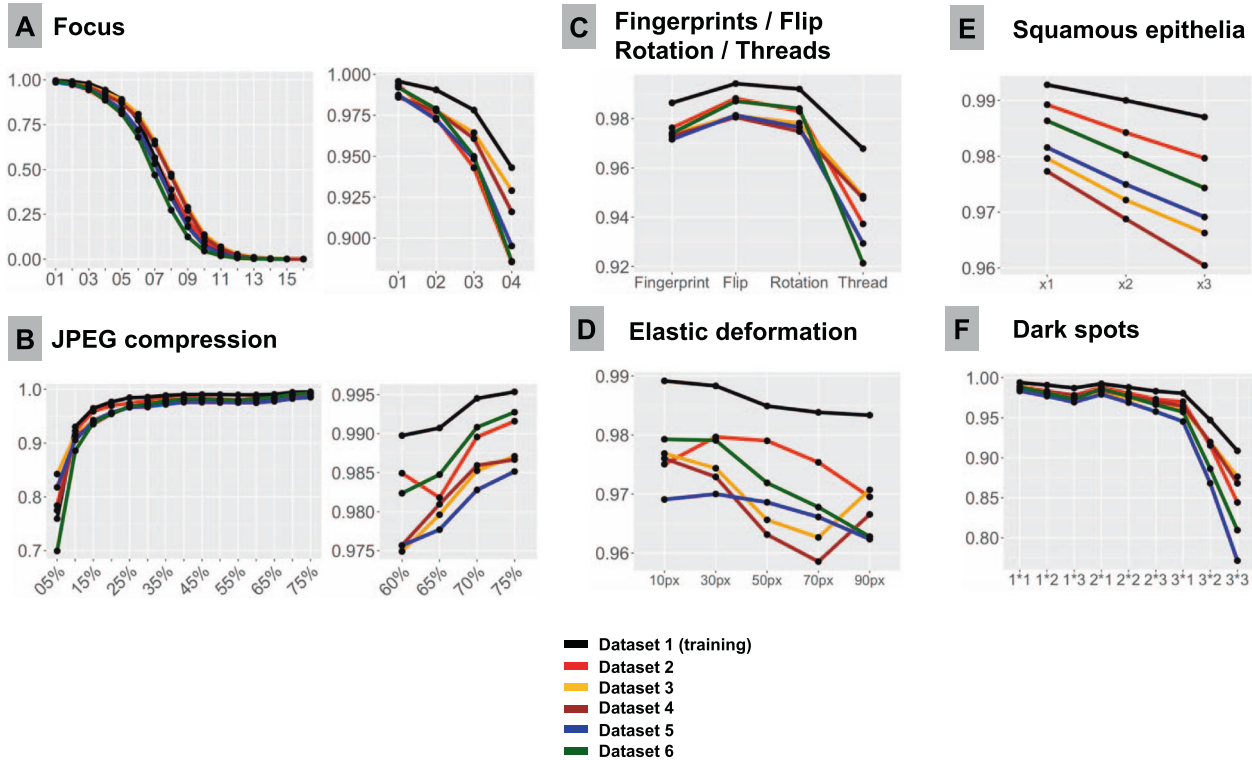 A Focus
1.00
0.75
0.50
0.25
0.00
01 03 05 07 09 11 13 15
1.000
0.975
0.950
0.925
0.900
01 02 03 04
B JPEG compression
1.0
0.9
0.8
0.7
05% 15% 25% 35% 45% 55% 65% 75%
0.995
0.990
0.985
0.980
0.975
60% 65% 70% 75%
C Fingerprints / Flip
Rotation / Threads
0.98
0.96
0.94
0.92
Fingerprint Flip Rotation Thread
D Elastic deformation
0.99
0.98
0.97
0.96
10px 30px 50px 70px 90px
E Squamous epithelia
0.99
0.98
0.97
0.96
x1 x2 x3
F Dark spots
1.00
0.95
0.90
0.85
0.80
1*1 1*2 1*3 2*1 2*2 2*3 3*1 3*2 3*3
Dataset 1 (training)
Dataset 2
Dataset 3
Dataset 4
Dataset 5
Dataset 6